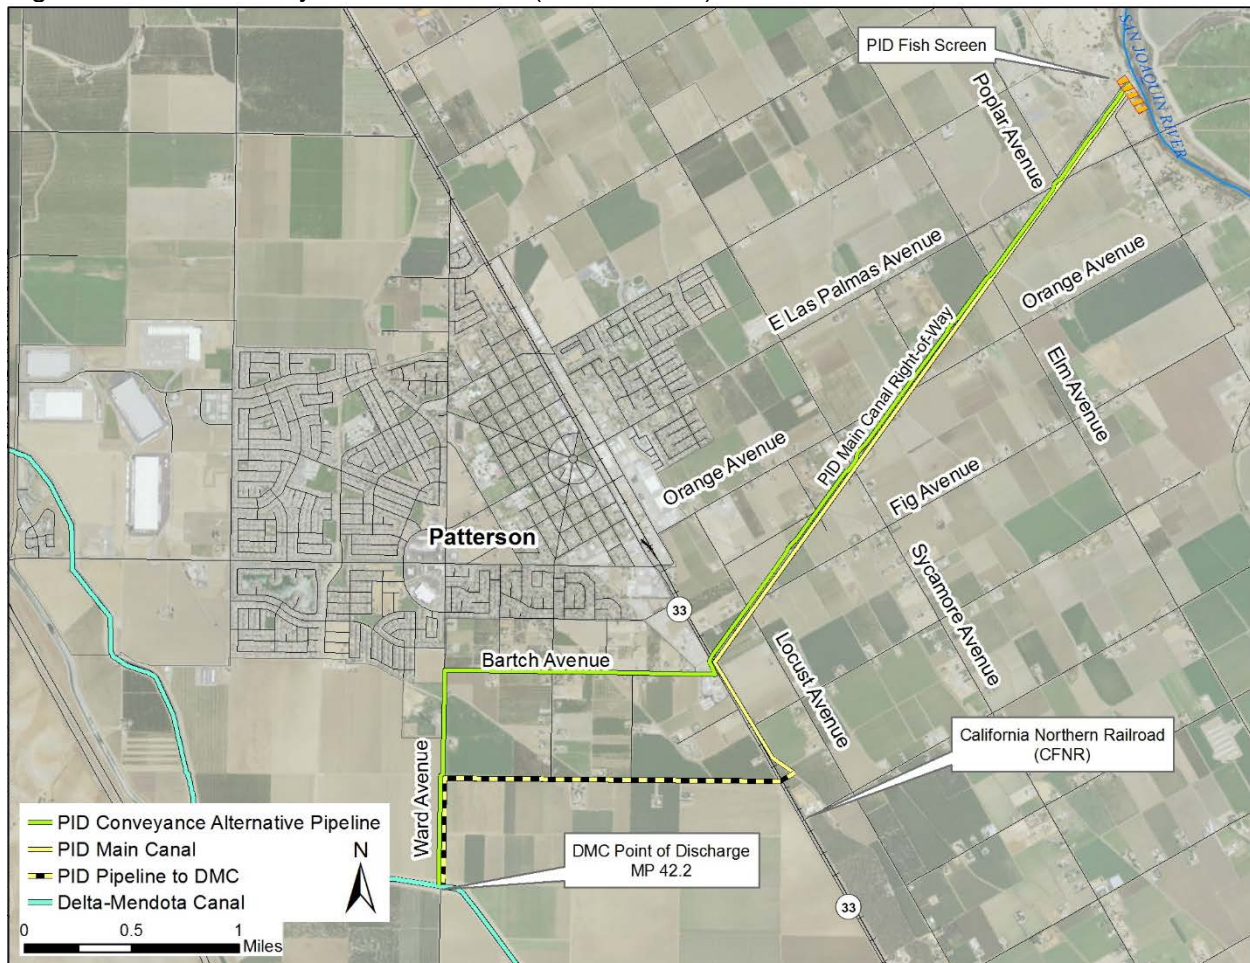 PID Fish Screen
SAN JOAQUIN RIVER
Poplar Avenue
E Las Palmas Avenue
Orange Avenue
PID Main Canal Right-of-Way
Elm Avenue
Orange Avenue
Fig Avenue
Patterson
Sycamore Avenue
33
Locust Avenue
Bartch Avenue
California Northern Railroad
(CFNR)
Ward Avenue
PID Conveyance Alternative Pipeline
PID Main Canal
PID Pipeline to DMC
Delta-Mendota Canal
N
0 0.5 1
Miles
DMC Point of Discharge
MP 42.2
33